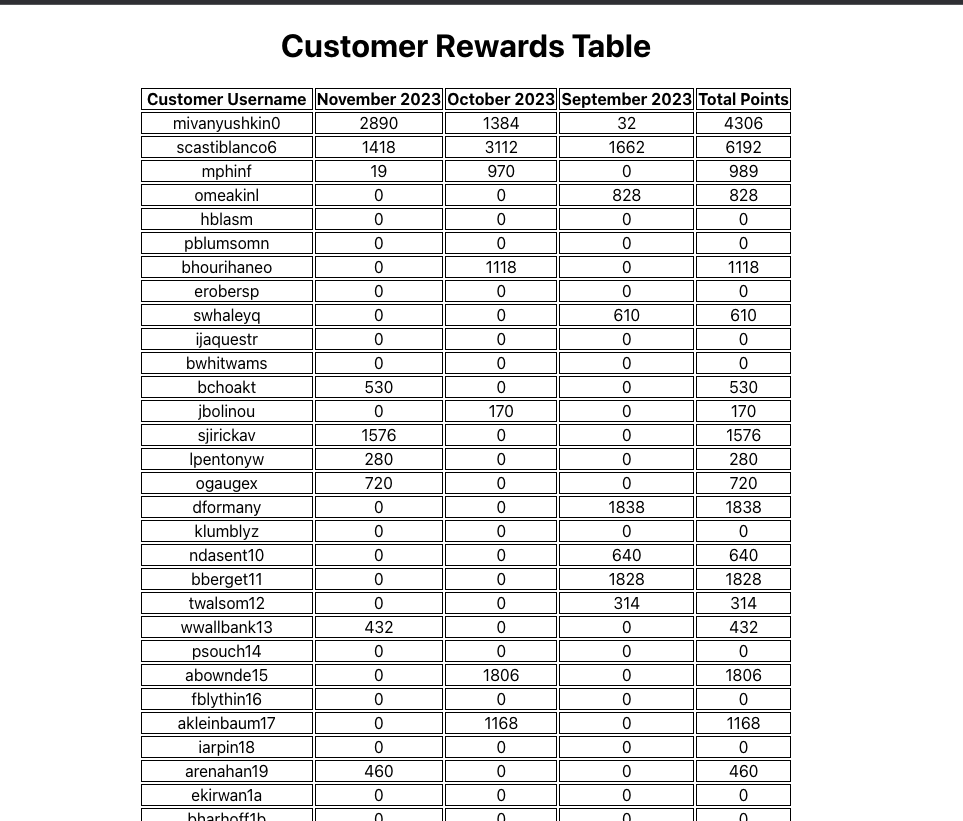 Customer Rewards Table
Customer Username November 2023 October 2023 September 2023 Total Points
mivanyushkin0 2890 1384 32 4306
scastiblanco6 1418 3112 1662 6192
mphinf 19 970 0 989
omeakinl 0 0 828 828
hblasm 0 0 0 0
pblumsomn 0 0 0 0
bhourihaneo 0 1118 0 1118
erobersp 0 0 0 0
swhaleyq 0 0 610 610
ijaquestr 0 0 0 0
bwhitwams 0 0 0 0
bchoakt 530 0 0 530
jbolinou 0 170 0 170
sjirickav 1576 0 0 1576
lpentonyw 280 0 0 280
ogaugex 720 0 0 720
dformany 0 0 1838 1838
klumblyz 0 0 0 0
ndasent10 0 0 640 640
bberget11 0 0 1828 1828
twalsom12 0 0 314 314
wwallbank13 432 0 0 432
psouch14 0 0 0 0
abownde15 0 1806 0 1806
fblythin16 0 0 0 0
akleinbaum17 0 1168 0 1168
iarpin18 0 0 0 0
arenahan19 460 0 0 460
ekirwan1a 0 0 0 0
bharhoff1b 0 0 0 0